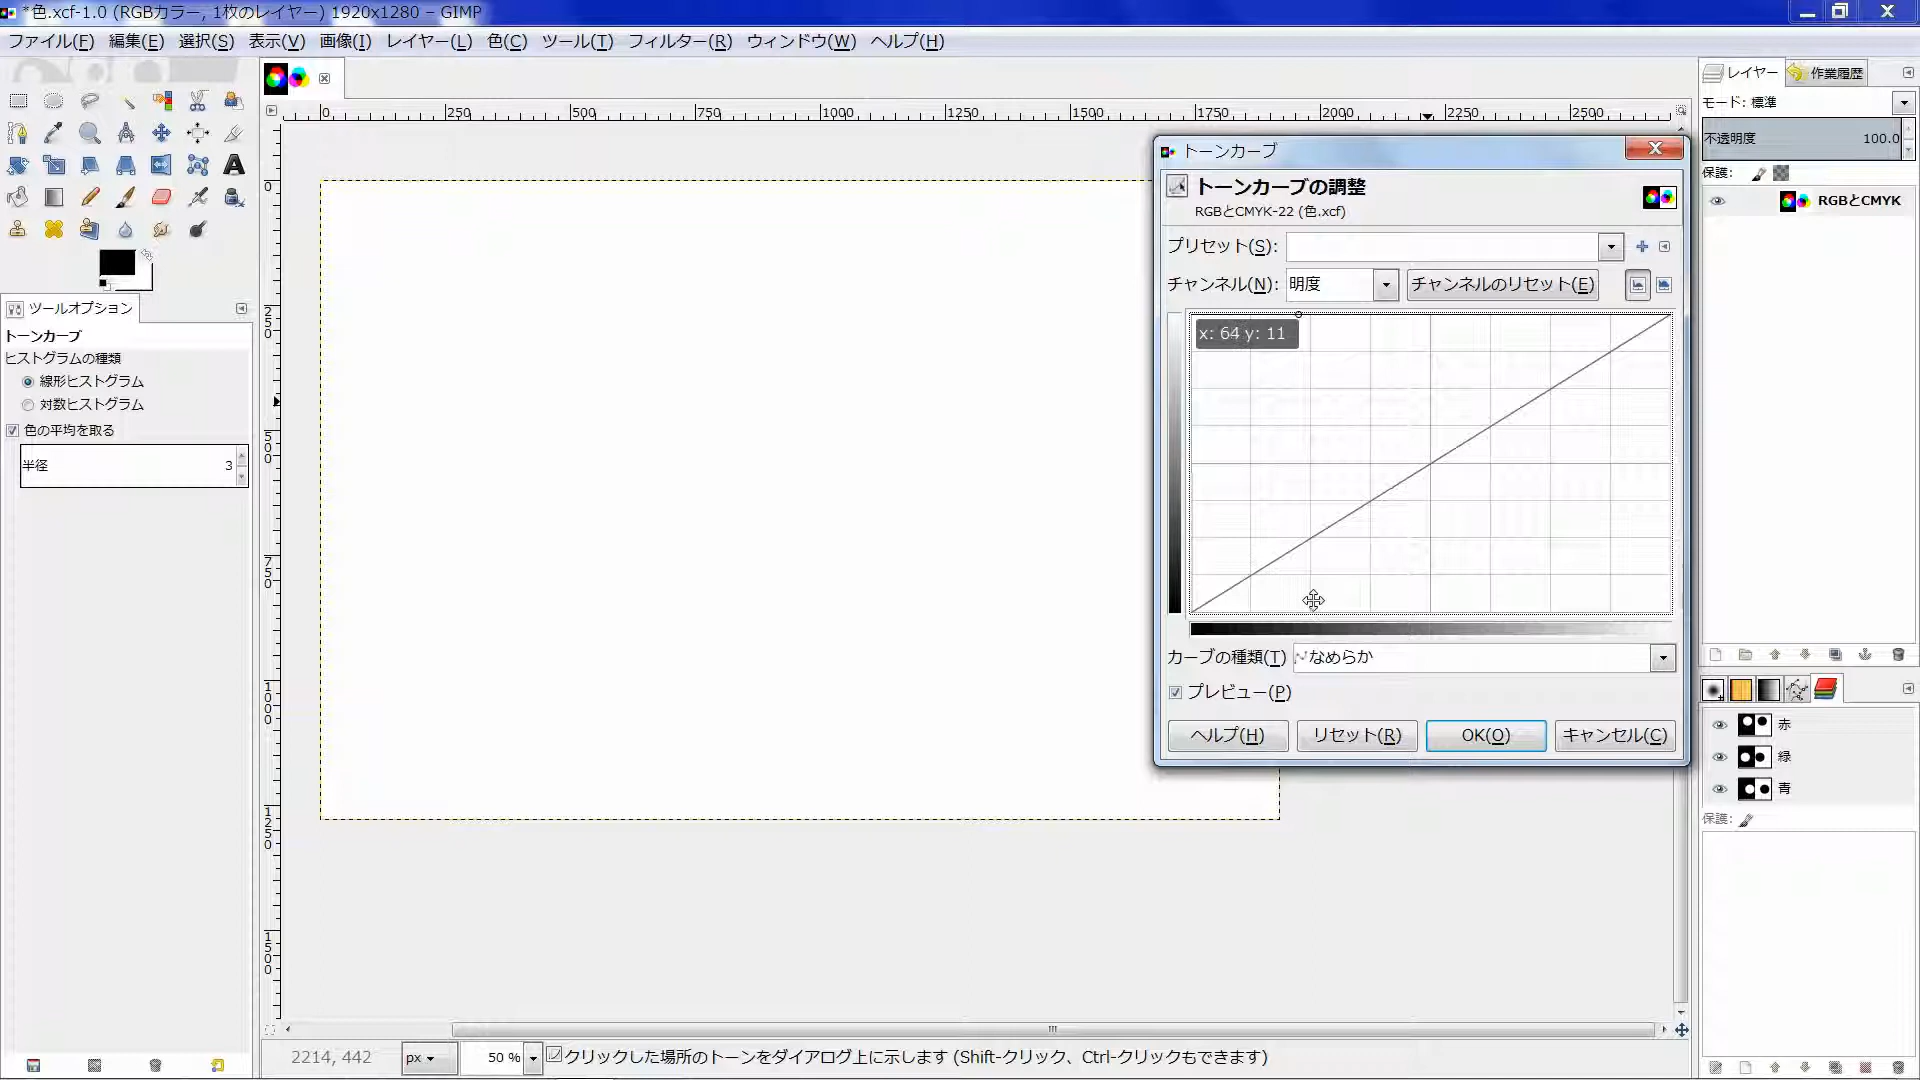 *色.xcf-1.0 (RGBカラー, 1枚のレイヤー) 1920x1280 – GIMP
ファイル(F) 編集(E) 選択(S) 表示(V) 画像(I) レイヤー(L) 色(C) ツール(T) フィルター(R) ウィンドウ(W) ヘルプ(H)
ツールオプション
トーンカーブ
ヒストグラムの種類
線形ヒストグラム
対数ヒストグラム
色の平均を取る
半径 3
0 250 500 750 1000 1250 1500 1750 2000 2250 2500
0
250
500
750
1000
1250
1500
トーンカーブ
トーンカーブの調整
RGBとCMYK-22 (色.xcf)
プリセット(S):
チャンネル(N): 明度 チャンネルのリセット(E)
x: 64 y: 11
カーブの種類(T) なめらか
プレビュー(P)
ヘルプ(H) リセット(R) OK(O) キャンセル(C)
レイヤー 作業履歴
モード: 標準
不透明度 100.0
保護:
RGBとCMYK
赤
緑
青
保護:
2214, 442 px 50 % クリックした場所のトーンをダイアログ上に示します (Shift-クリック、Ctrl-クリックもできます)